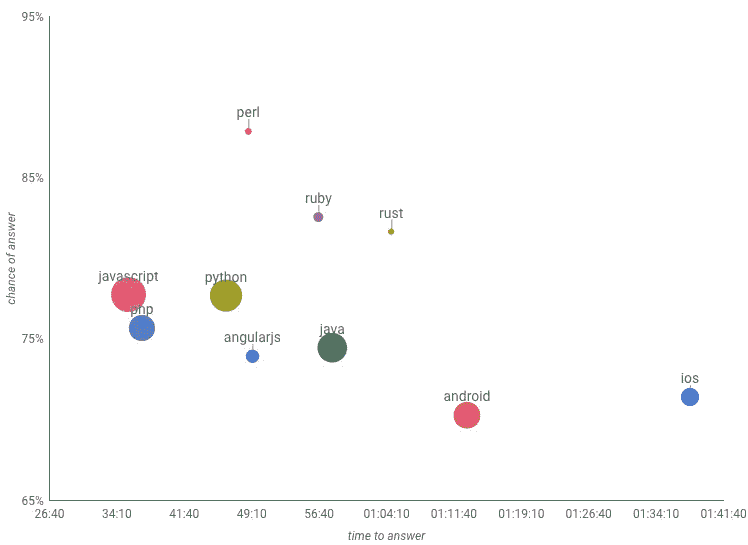 95%
perl
85%
ruby
rust
chance of answer
javascript
python
php
angularjs
java
75%
ios
android
65%
26:40 34:10 41:40 49:10 56:40 01:04:10 01:11:40 01:19:10 01:26:40 01:34:10 01:41:40
time to answer